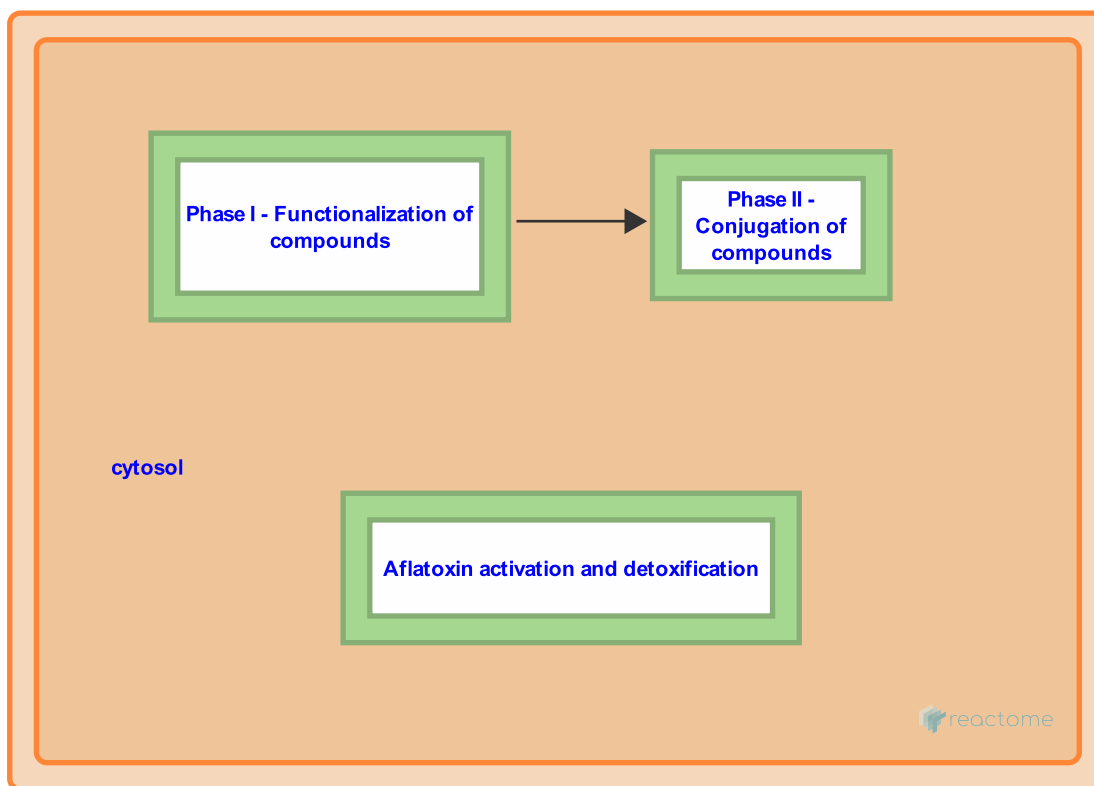 Phase I - Functionalization of
compounds
Phase II -
Conjugation of
compounds
cytosol
Aflatoxin activation and detoxification
reactome